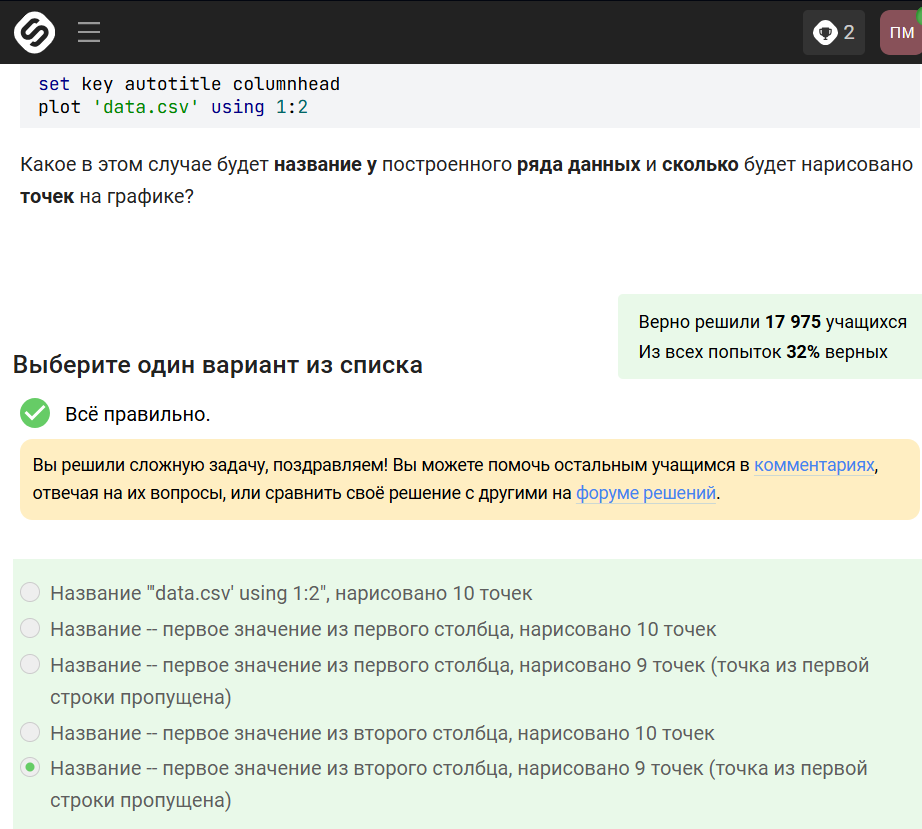 2
ПМ
set key autotitle columnhead
plot 'data.csv' using 1:2
Какое в этом случае будет название у построенного ряда данных и сколько будет нарисовано
точек на графике?
Верно решили 17 975 учащихся
Из всех попыток 32% верных
Выберите один вариант из списка
Всё правильно.
Вы решили сложную задачу, поздравляем! Вы можете помочь остальным учащимся в комментариях,
отвечая на их вопросы, или сравнить своё решение с другими на форуме решений.
Название "'data.csv' using 1:2", нарисовано 10 точек
Название -- первое значение из первого столбца, нарисовано 10 точек
Название -- первое значение из первого столбца, нарисовано 9 точек (точка из первой
строки пропущена)
Название -- первое значение из второго столбца, нарисовано 10 точек
Название -- первое значение из второго столбца, нарисовано 9 точек (точка из первой
строки пропущена)